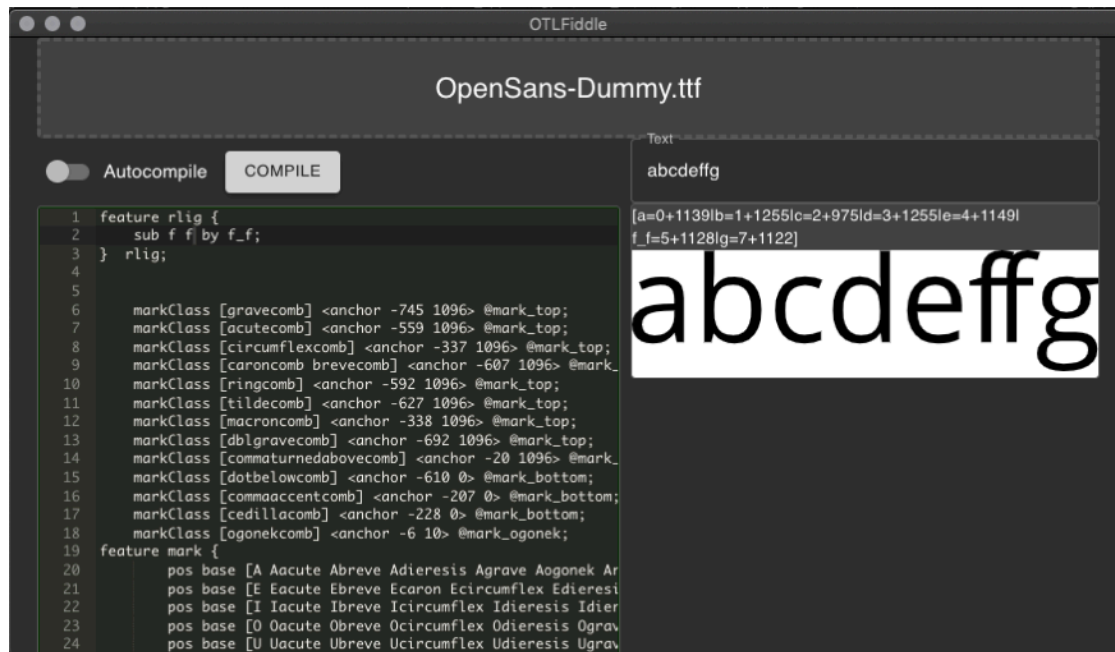 OTLFiddle
OpenSans-Dummy.ttf
Autocompile
COMPILE
1 feature rlig {
2 sub f f by f_f;
3 } rlig;
4
5
6 markClass [gravecomb] <anchor -745 1096> @mark_top;
7 markClass [acutecomb] <anchor -559 1096> @mark_top;
8 markClass [circumflexcomb] <anchor -337 1096> @mark_top;
9 markClass [caroncomb brevecomb] <anchor -607 1096> @mark_
10 markClass [ringcomb] <anchor -592 1096> @mark_top;
11 markClass [tildecomb] <anchor -627 1096> @mark_top;
12 markClass [macroncomb] <anchor -338 1096> @mark_top;
13 markClass [dblgravecomb] <anchor -692 1096> @mark_top;
14 markClass [commaturnedabovecomb] <anchor -20 1096> @mark_
15 markClass [dotbelowcomb] <anchor -610 0> @mark_bottom;
16 markClass [commaaccentcomb] <anchor -207 0> @mark_bottom;
17 markClass [cedillacomb] <anchor -228 0> @mark_bottom;
18 markClass [ogonekcomb] <anchor -6 10> @mark_ogonek;
19 feature mark {
20 pos base [A Aacute Abreve Adieresis Agrave Aogonek Ar
21 pos base [E Eacute Ebreve Ecaron Ecircumflex Edieresi
22 pos base [I Iacute Ibreve Icircumflex Idieresis Idier
23 pos base [O Oacute Obreve Ocircumflex Odieresis Ograv
24 pos base [U Uacute Ubreve Ucircumflex Udieresis Ugrav
Text
abcdeffg
[a=0+1139|b=1+1255|c=2+975|d=3+1255|e=4+1149|
f_f=5+1128|g=7+1122]
abcdeffg